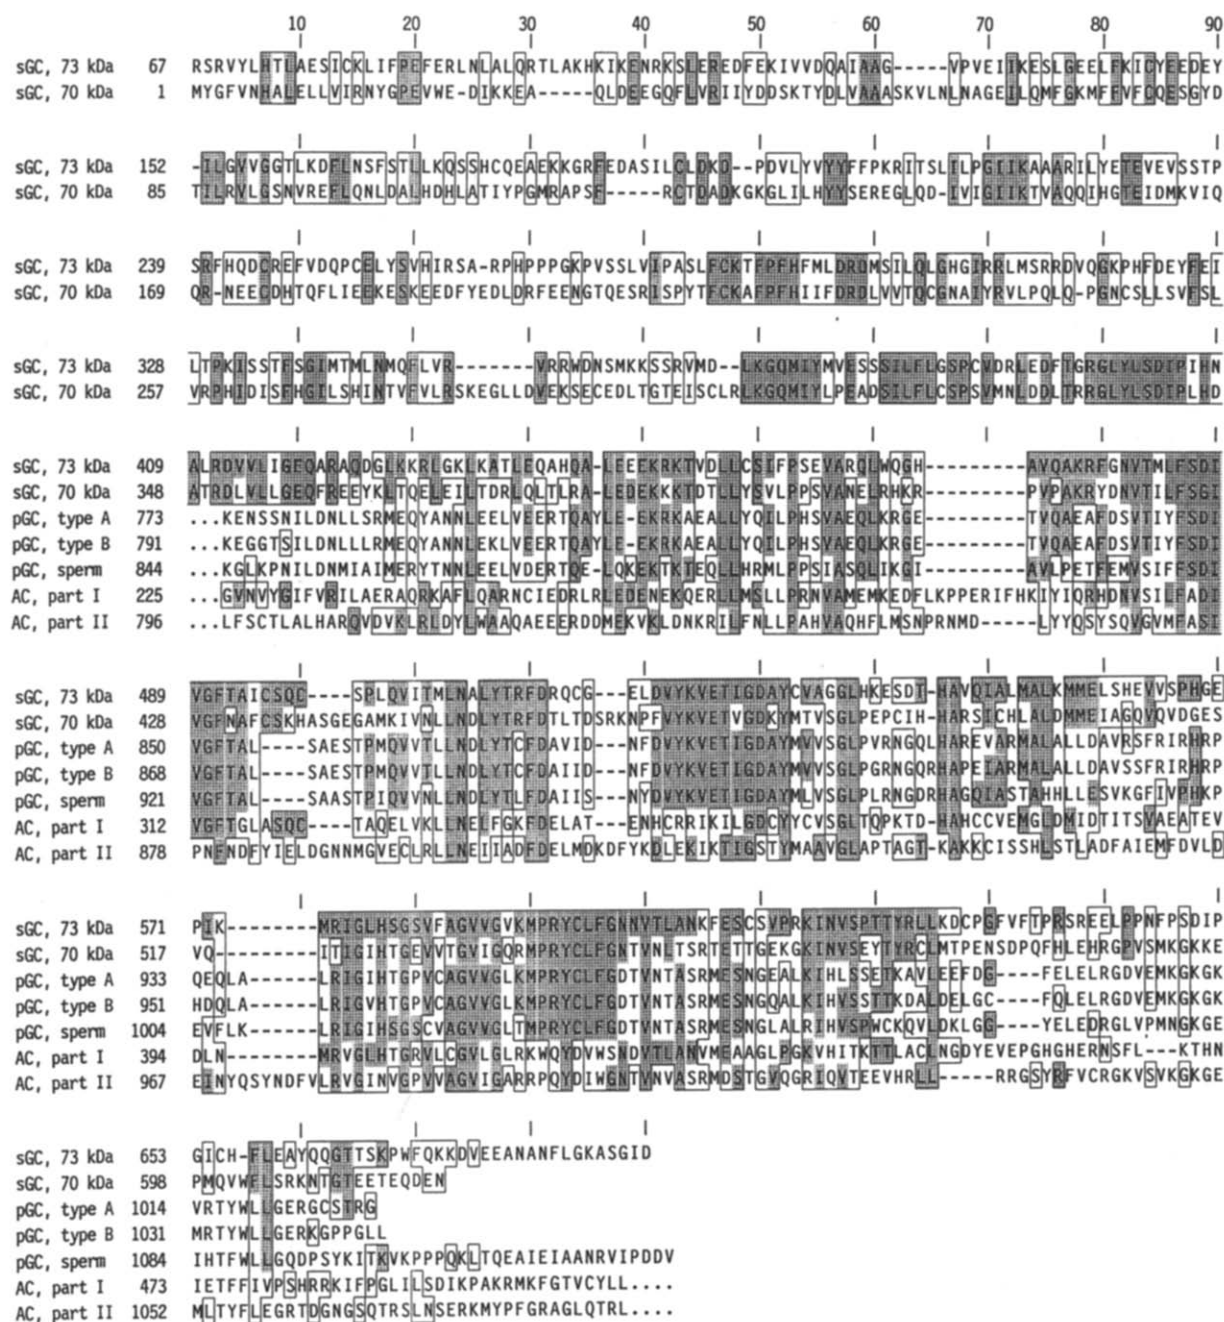 10 20 30 40 50 60 70 80 90
sGC, 73 kDa 67 RSRVYLHTLAESICKLIFPEFERLNLALQRTLAKHKIKENRKSLEREDFEKIVVDQAIAAG-----VPVEIIKESLGEELFKICYEEDEY
sGC, 70 kDa 1 MYGFVNHALELLVIRNYGPEVWE-DIKKEA-----QLDEEGQFLVRIIYDDSKTYDLVAAASKVLNLNAGEILQMFGKMFFVFCQESGYD
sGC, 73 kDa 152 -ILGVVGGTLKDFLNSFSTLLKQSSHCQEAEKKGRFEDASILCLDKD--PDVLYVYYFFPKRITSLILPGIIKAAARILYETEVEVSSTP
sGC, 70 kDa 85 TILRVLGSNVREFLQNLDALHDHLATIYPGMRAPSF-----RCTDADKGKGLILHYYSEREGLQD-IVIGIIKTVAQQIHGTEIDMKVIQ
sGC, 73 kDa 239 SRFHQDCREFVDQPCELYSVHIRSA-RPHPPPGKPVSSLVIPASLFCKTFPFHFMLDRDMSILQLGHGIRRLMSRRDVQGKPHFDEYFEI
sGC, 70 kDa 169 QR-NEECDHTQFLIEEKESKEEDFYEDLDRFEENGTQESRISPYTFCKAFPFHIIFDRDLVVTQCGNAIYRVLPQLQ-PGNCSLLSVFSL
sGC, 73 kDa 328 LTPKISSTFSGIMTMLNMQFLVR-------VRRWDNSMKKSSRVMD--LKGQMIYMVESSSILFLGSPCVDRLEDFTGRGLYLSDIPIHN
sGC, 70 kDa 257 VRPHIDISFHGILSHINTVFVLRSKEGLLDVEKSECEDLTGTEISCLRLKGQMIYLPEADSILFLCSPSVMNLDDLTRRGLYLSDIPLHD
sGC, 73 kDa 409 ALRDVVLIGEQARAQDGLKKRLGKLKATLEQAHQA-LEEEKRKTVDLLCSIFPSEVARQLWQGH---------AVQAKRFGNVTMLFSDI
sGC, 70 kDa 348 ATRDLVLLGEQFREEYKLTQELEILTDRLQLTLRA-LEDEKKKTDTLLYSVLPPSVANELRHKR---------PVPAKRYDNVTILFSGI
pGC, type A 773 ...KENSSNILDNLLSRMEQYANNLEELVEERTQAYLE-EKRKAEALLYQILPHSVAEQLKRGE---------TVQAEAFDSVTIYFSDI
pGC, type B 791 ...KEGGTSILDNLLLRMEQYANNLEKLVEERTQAYLE-EKRKAEALLYQILPHSVAEQLKRGE---------TVQAEAFDSVTIYFSDI
pGC, sperm 844 ...KGLKPNILDNMIAIMERYTNNLEELVDERTQE-LQKEKTKTEQLLHRMLPPSIASQLIKGI---------AVLPETFEMVSIFFSDI
AC, part I 225 ...GVNVYGIFVRILAERAQRKAFLQARNCIEDRLRLEDENEKQERLLMSLLPRNVAMEMKEDFLKPPERIFHKIYIQRHDNVSILFADI
AC, part II 796 ...LFSCTLALHARQVDVKLRLDYLWAAQAEEERDDMEKVKLDNKRILFNLLPAHVAQHFLMSNPRNMD-----LYYQSYSQVGVMFASI
sGC, 73 kDa 489 VGFTAICSQC----SPLQVITMLNALYTRFDRQCG---ELDVYKVETIGDAYCVAGGLHKESDT-HAVQIALMALKMMELSHEVVSPHGE
sGC, 70 kDa 428 VGFNAFCSKHASGEGAMKIVNLLNDLYTRFDTLTDSRKNPFVYKVETVGDKYMTVSGLPEPCIH-HARSICHLALDMMEIAGQVQVDGES
pGC, type A 850 VGFTAL----SAESTPMQVVTLLNDLYTCFDAVID---NFDVYKVETIGDAYMVVSGLPVRNGQLHAREVARMALALLDAVRSFRIRHRP
pGC, type B 868 VGFTAL----SAESTPMQVVTLLNDLYTCFDAIID---NFDVYKVETIGDAYMVVSGLPGRNGQRHAPEIARMALALLDAVSSFRIRHRP
pGC, sperm 921 VGFTAL----SAASTPIQVVNLLNDLYTLFDAIIS---NYDVYKVETIGDAYMLVSGLPLRNGDRHAGQIASTAHHLLESVKGFIVPHKP
AC, part I 312 VGFTGLASQC----TAQELVKLLNELFGKFDELAT---ENHCRRIKILGDCYYCVSGLTQPKTD-HAHCCVEMGLDMIDTITSVAEATEV
AC, part II 878 PNFNDFYIELDGNNMGVECLRLLNEIIADFDELMDKDFYKDLEKIKTIGSTYMAAVGLAPTAGT-KAKKCISSHLSTLADFAIEMFDVLD
sGC, 73 kDa 571 PIK--------MRIGLHSGSVFAGVVGVKMPRYCLFGNNVTLANKFESCSVPRKINVSPTTYRLLKDCPGFVFTPRSREELPPNFPSDIP
sGC, 70 kDa 517 VQ---------ITIGIHTGEVVTGVIGQRMPRYCLFGNTVNLTSRTETTGEKGKINVSEYTYRCLMTPENSDPQFHLEHRGPVSMKGKKE
pGC, type A 933 QEQLA------LRIGIHTGPVCAGVVGLKMPRYCLFGDTVNTASRMESNGEALKIHLSSETKAVLEEFDG----FELELRGDVEMKGKGK
pGC, type B 951 HDQLA------LRIGVHTGPVCAGVVGLKMPRYCLFGDTVNTASRMESNGQALKIHVSSTTKDALDELGC----FQLELRGDVEMKGKGK
pGC, sperm 1004 EVFLK------LRIGIHSGSCVAGVVGLTMPRYCLFGDTVNTASRMESNGLALRIHVSPWCKQVLDKLGG----YELEDRGLVPMNGKGE
AC, part I 394 DLN--------MRVGLHTGRVLCGVLGLRKWQYDVWSNDVTLANVMEAAGLPGKVHITKTTLACLNGDYEVEPGHGHERNSFL--KTHN
AC, part II 967 EINYQSYNDFVLRVGINVGPVVAGVIGARRPQYDIWGNTVNVASRMDSTGVQGRIQVTEEVHRLL-----RRGSYRFVCRGKVSVKGKGE
sGC, 73 kDa 653 GICH-FLEAYQQGTTSKPWFQKKDVEEANANFLGKASGID
sGC, 70 kDa 598 PMQVWFLSRKNTGTEETEQDEN
pGC, type A 1014 VRTYWLLGERGCSTRG
pGC, type B 1031 MRTYWLLGERKGPPGLL
pGC, sperm 1084 IHTFWLLGQDPSYKITKVKPPPQKLTQEAIEIAANRVIPDDV
AC, part I 473 IETFFIVPSHRRKIFPGLILSDIKPAKRMKFGTVCYLL....
AC, part II 1052 MLTYFLEGRTDGNGSQTRSLNSERKMYPFGRAGLQTRL....